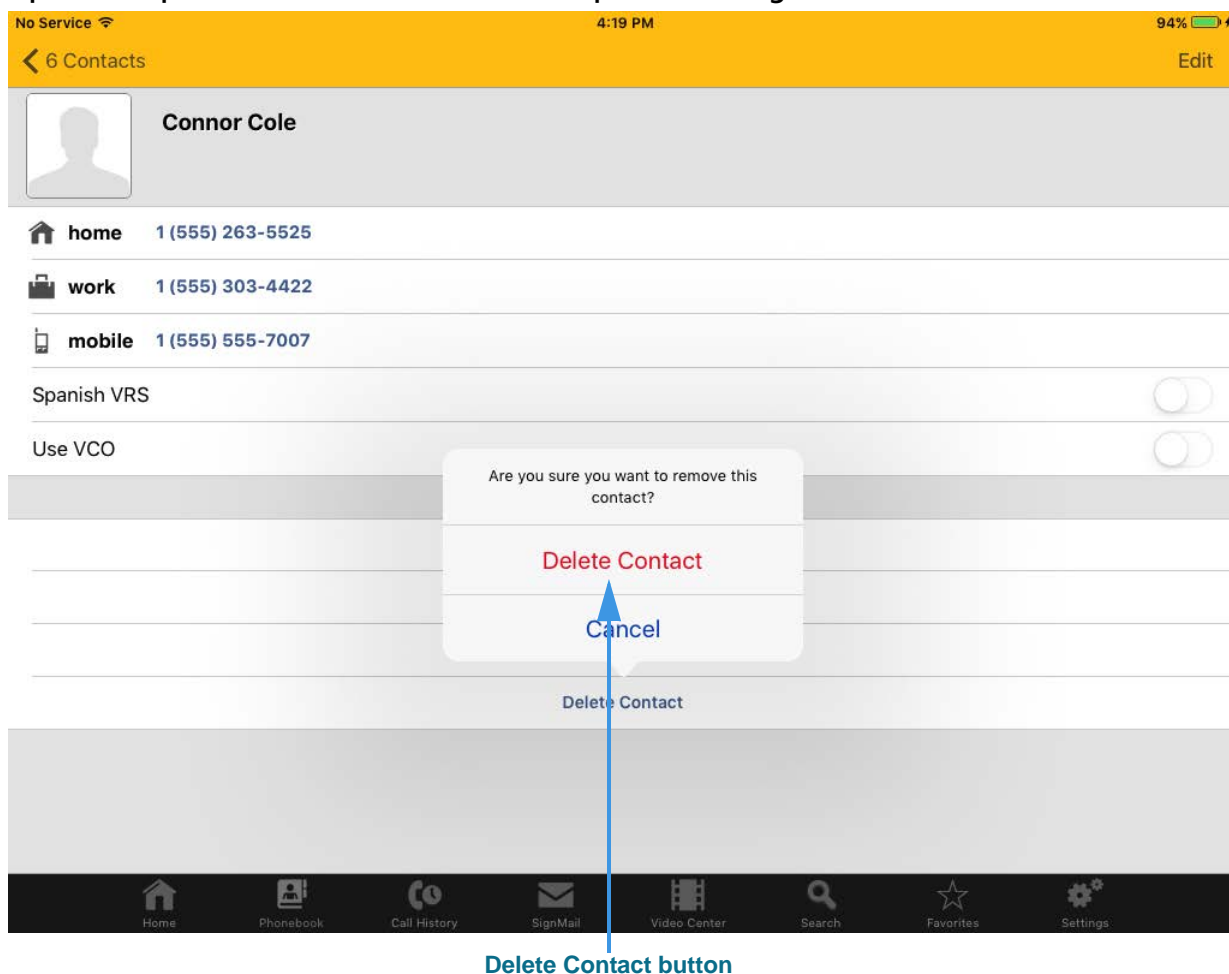 No Service 4:19 PM 94%
6 Contacts Edit
Connor Cole
home 1 (555) 263-5525
work 1 (555) 303-4422
mobile 1 (555) 555-7007
Spanish VRS
Use VCO
Are you sure you want to remove this
contact?
Delete Contact
Cancel
Delete Contact
Home Phonebook Call History SignMail Video Center Search Favorites Settings
Delete Contact button